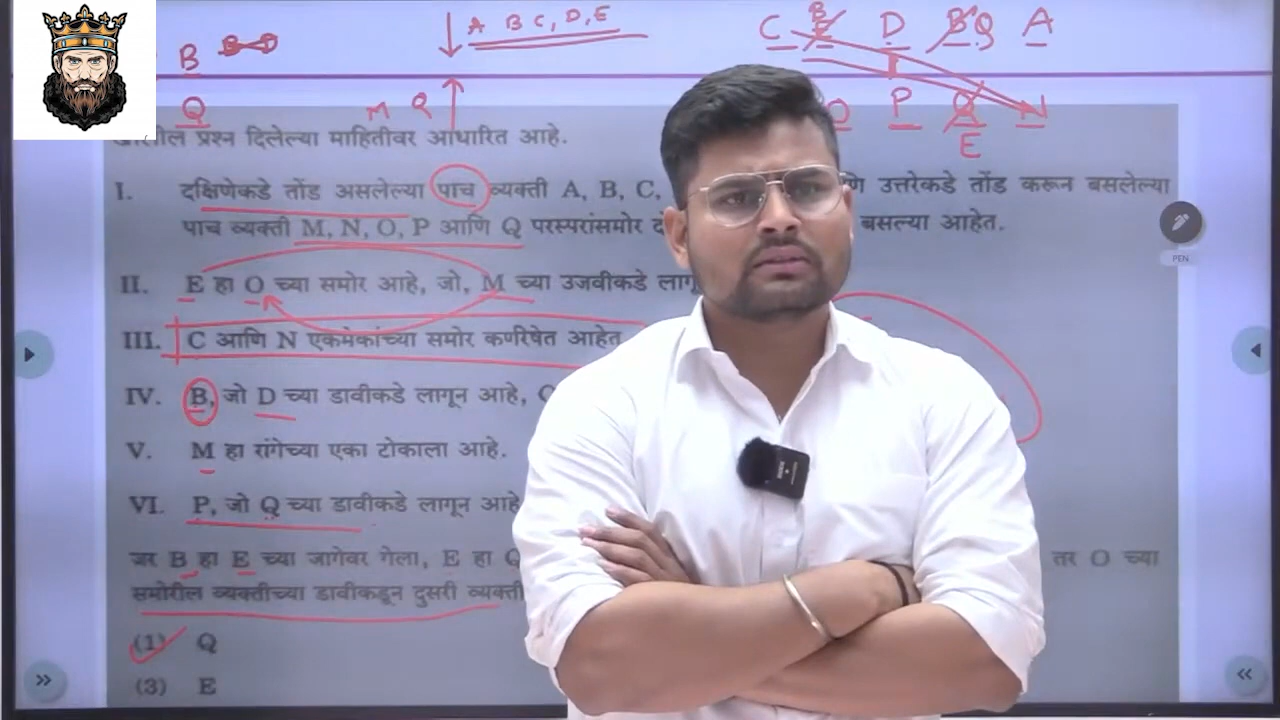 B B-D A B C, D, E C B E D B Q A
Q M Q O P Q N
E
खालील प्रश्न दिलेल्या माहितीवर आधारित आहे.
I. दक्षिणेकडे तोंड असलेल्या पाच व्यक्ती A, B, C, णि उत्तरेकडे तोंड करून बसलेल्या
पाच व्यक्ती M, N, O, P आणि Q परस्परांसमोर द बसल्या आहेत.
II. E हा O च्या समोर आहे, जो, M च्या उजवीकडे लागू
III. C आणि N एकमेकांच्या समोर कर्णरेषेत आहेत
IV. B, जो D च्या डावीकडे लागून आहे, Q
V. M हा रांगेच्या एका टोकाला आहे.
VI. P, जो Q च्या डावीकडे लागून आहे
जर B हा E च्या जागेवर गेला, E हा Q तर O च्या
समोरील व्यक्तीच्या डावीकडून दुसरी व्यक्ती
(1) Q
(3) E
PEN